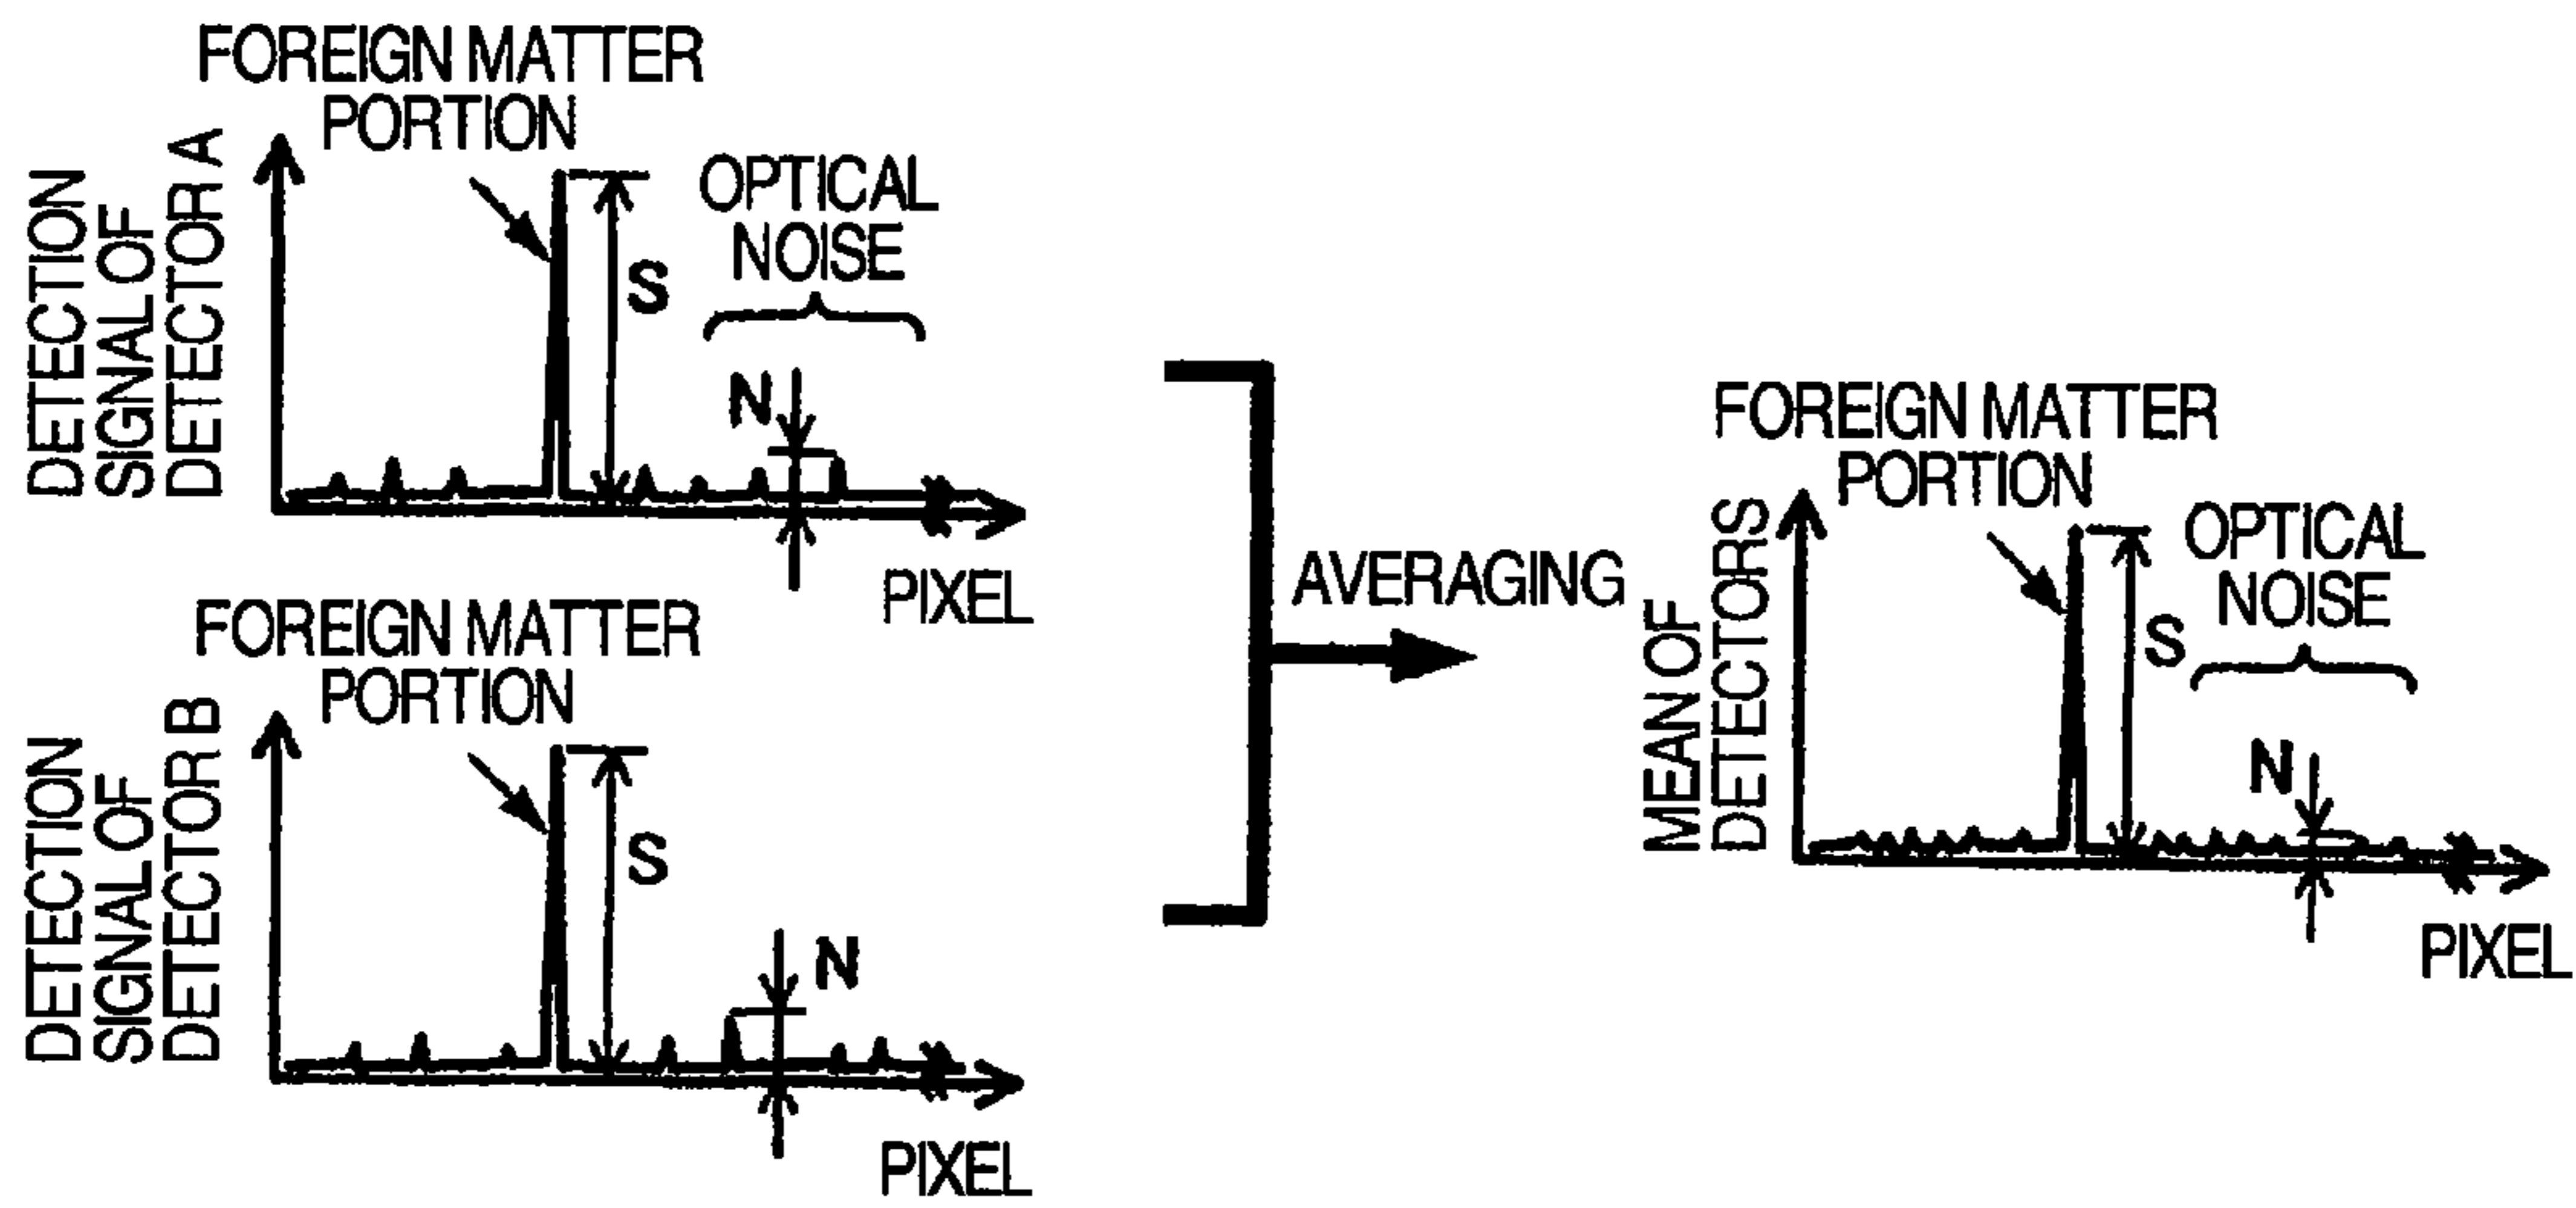 FOREIGN MATTER
PORTION
DETECTION
SIGNAL OF
DETECTOR A
OPTICAL
NOISE
S
N
PIXEL
FOREIGN MATTER
PORTION
DETECTION
SIGNAL OF
DETECTOR B
S
N
PIXEL
AVERAGING
FOREIGN MATTER
PORTION
MEAN OF
DETECTORS
OPTICAL
NOISE
S
N
PIXEL